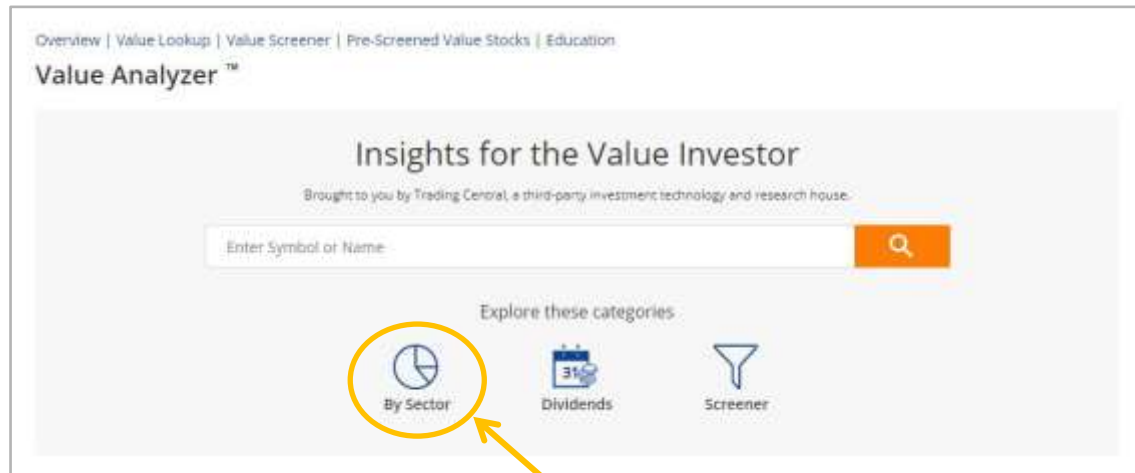 Overview | Value Lookup | Value Screener | Pre-Screened Value Stocks | Education
Value Analyzer ™
Insights for the Value Investor
Brought to you by Trading Central, a third-party investment technology and research house.
Enter Symbol or Name
Explore these categories
31
By Sector Dividends Screener